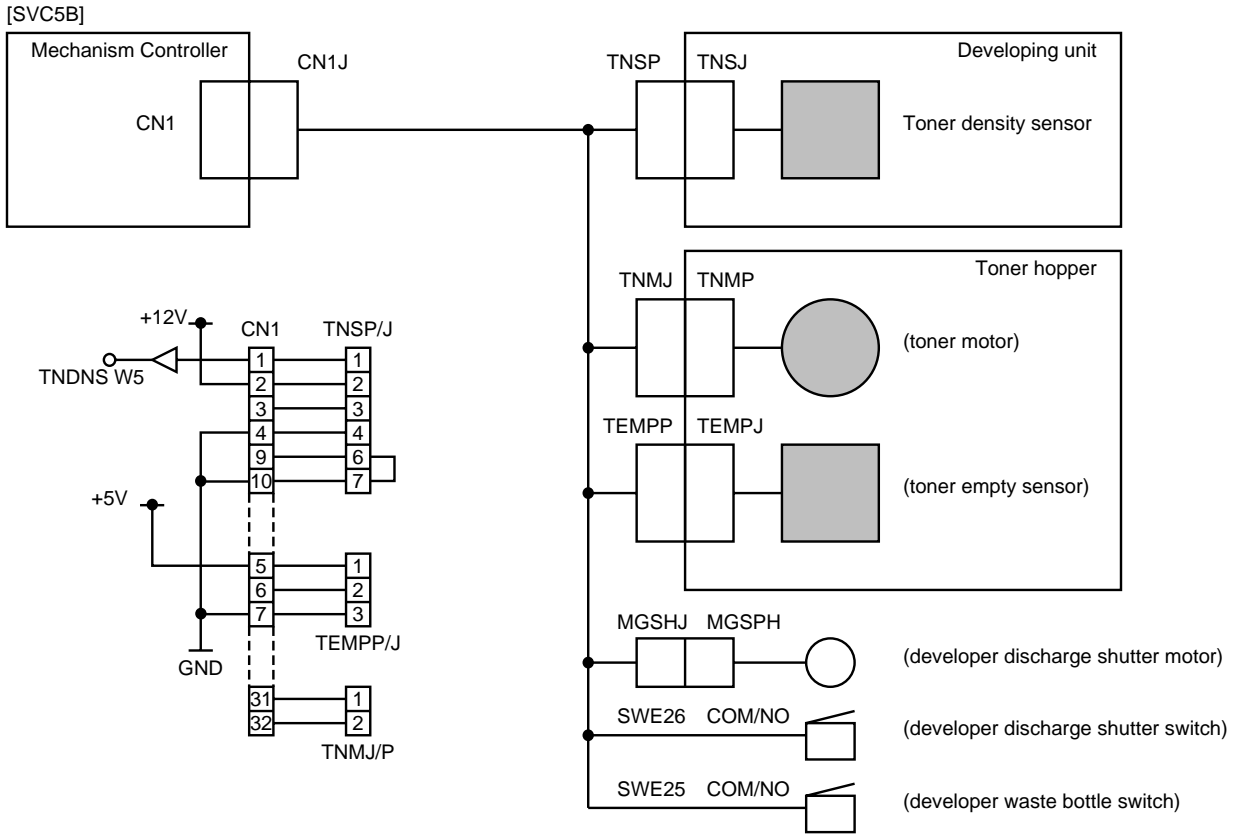 [SVC5B]
Mechanism Controller
CN1J
CN1
TNSP TNSJ
Developing unit
Toner density sensor
Toner hopper
TNMJ TNMP
(toner motor)
TEMPP TEMPJ
(toner empty sensor)
MGSHJ MGSPH
(developer discharge shutter motor)
SWE26 COM/NO
(developer discharge shutter switch)
SWE25 COM/NO
(developer waste bottle switch)
+12V
CN1 TNSP/J
TNDNS W5
1 1
2 2
3 3
4 4
9 6
10 7
+5V
5 1
6 2
7 3
TEMPP/J
GND
31 1
32 2
TNMJ/P